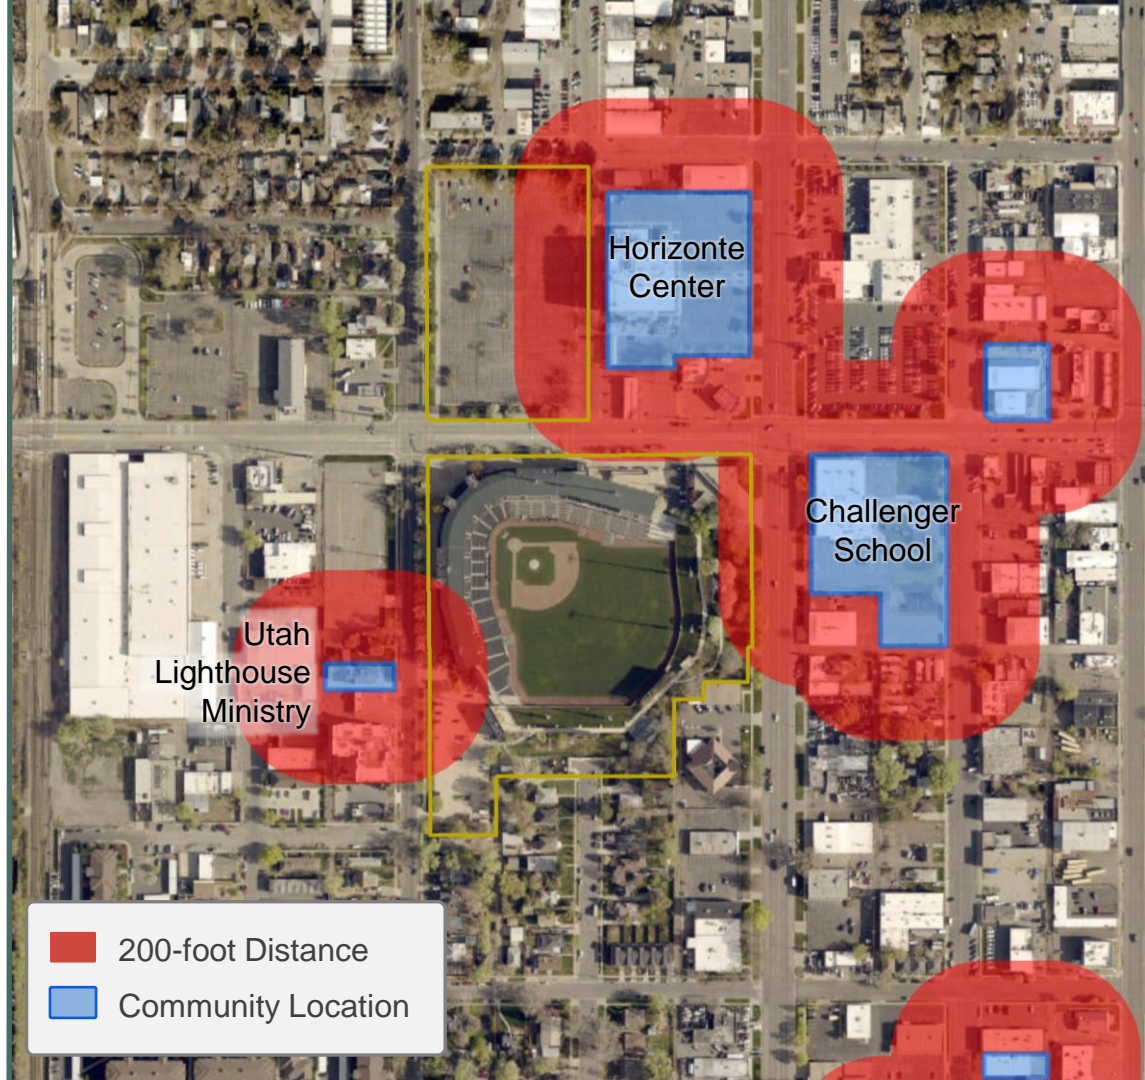 Horizonte
Center
Challenger
School
Utah
Lighthouse
Ministry
200-foot Distance
Community Location